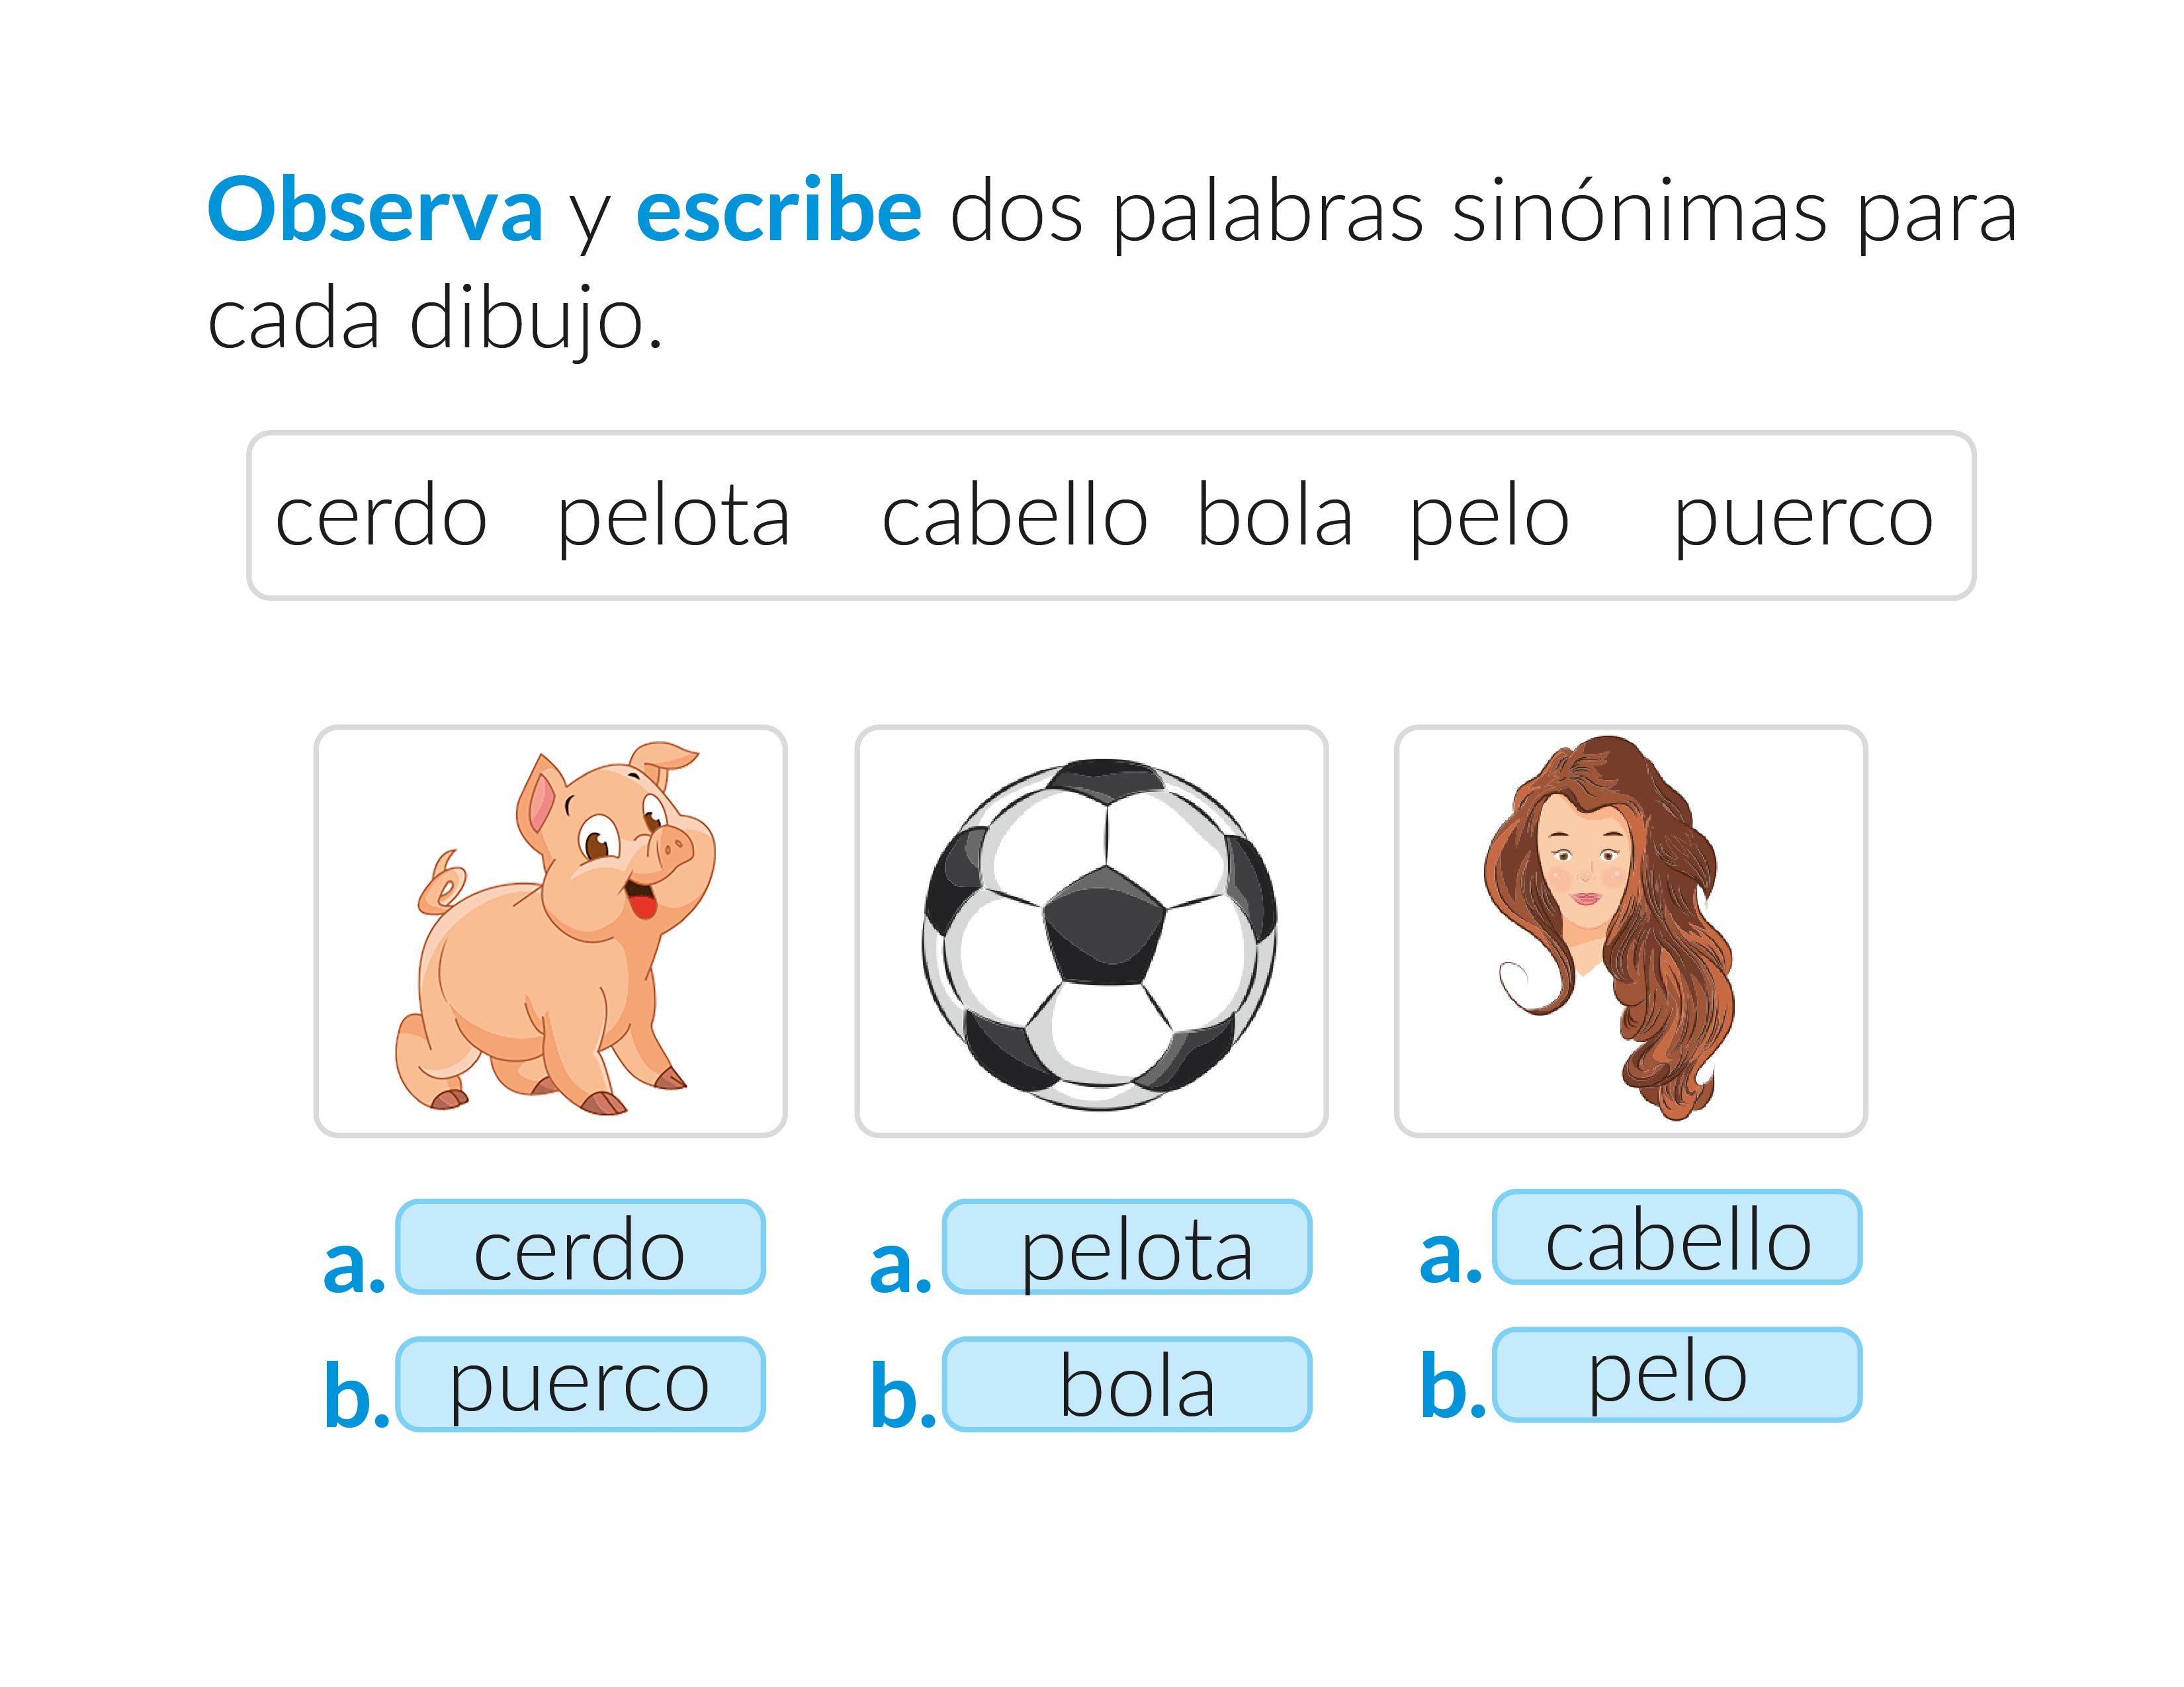 Observa y escribe dos palabras sinónimas para
cada dibujo.
cerdo pelota cabello bola pelo puerco
a. cerdo
b. puerco
a. pelota
b. bola
a. cabello
b. pelo